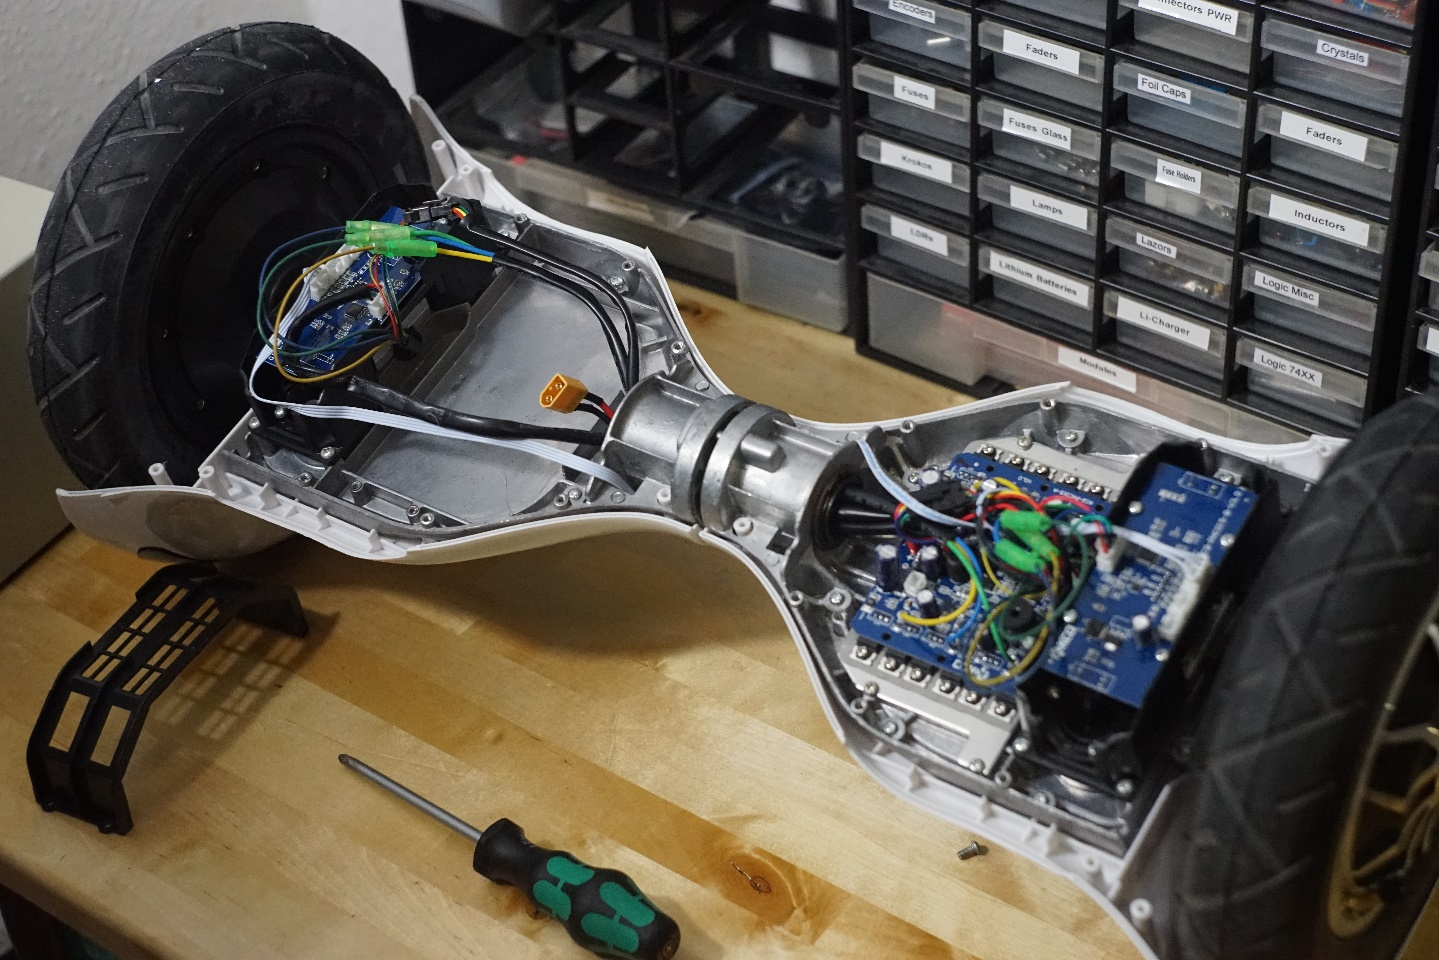 Encoders
nnectors PWR
Faders
Crystals
Fuses
Foil Caps
Fuses Glass
Faders
Krokos
Fuse Holders
Lamps
Inductors
LDRs
Lazors
Lithium Batteries
Logic Misc
Li-Charger
Modules
Logic 74XX